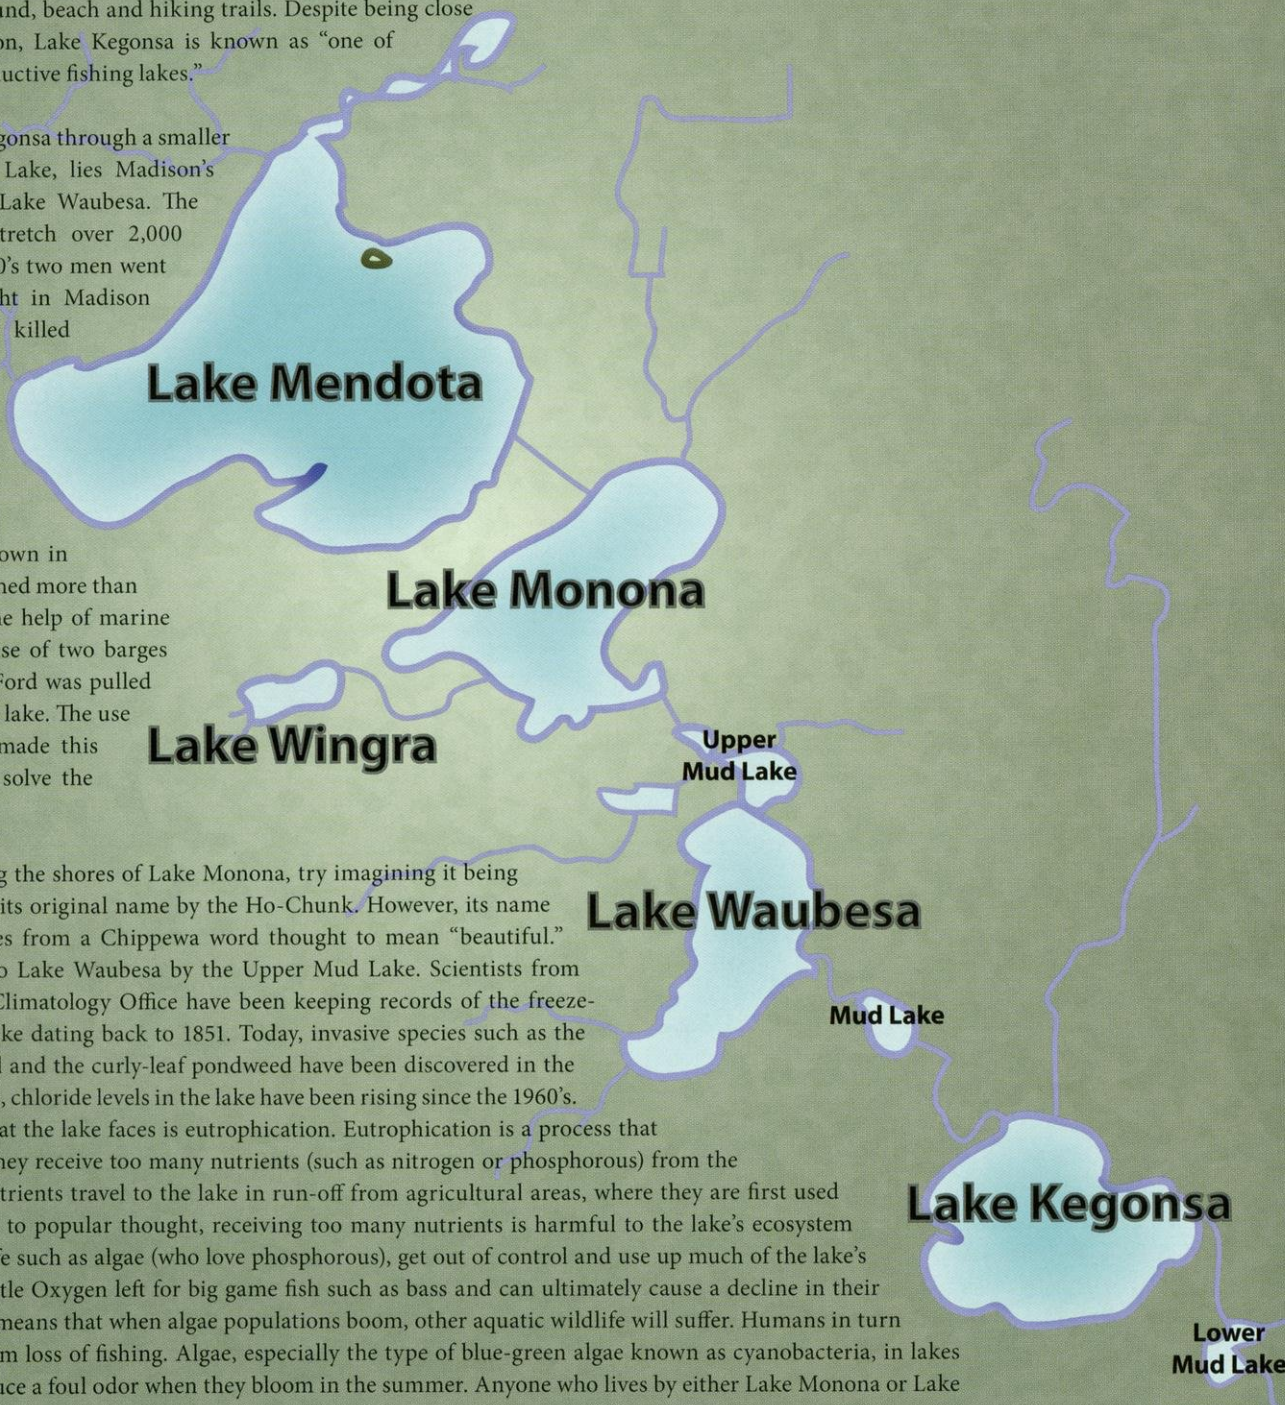 und, beach and hiking trails. Despite being close
on, Lake Kegonsa is known as “one of
uctive fishing lakes.”
gonsa through a smaller
Lake, lies Madison’s
Lake Waubesa. The
tretch over 2,000
0’s two men went
ht in Madison
killed
Lake Mendota
own in
ned more than
he help of marine
se of two barges
Ford was pulled
lake. The use
made this
solve the
Lake Monona
Lake Wingra
Upper
Mud Lake
g the shores of Lake Monona, try imagining it being
its original name by the Ho-Chunk. However, its name
es from a Chippewa word thought to mean “beautiful.”
o Lake Waubesa by the Upper Mud Lake. Scientists from
Climatology Office have been keeping records of the freeze-
ke dating back to 1851. Today, invasive species such as the
l and the curly-leaf pondweed have been discovered in the
, chloride levels in the lake have been rising since the 1960’s.
at the lake faces is eutrophication. Eutrophication is a process that
hey receive too many nutrients (such as nitrogen or phosphorous) from the
trients travel to the lake in run-off from agricultural areas, where they are first used
to popular thought, receiving too many nutrients is harmful to the lake’s ecosystem
fe such as algae (who love phosphorous), get out of control and use up much of the lake’s
tle Oxygen left for big game fish such as bass and can ultimately cause a decline in their
means that when algae populations boom, other aquatic wildlife will suffer. Humans in turn
m loss of fishing. Algae, especially the type of blue-green algae known as cyanobacteria, in lakes
uce a foul odor when they bloom in the summer. Anyone who lives by either Lake Monona or Lake
Lake Waubesa
Mud Lake
Lake Kegonsa
Lower
Mud Lake